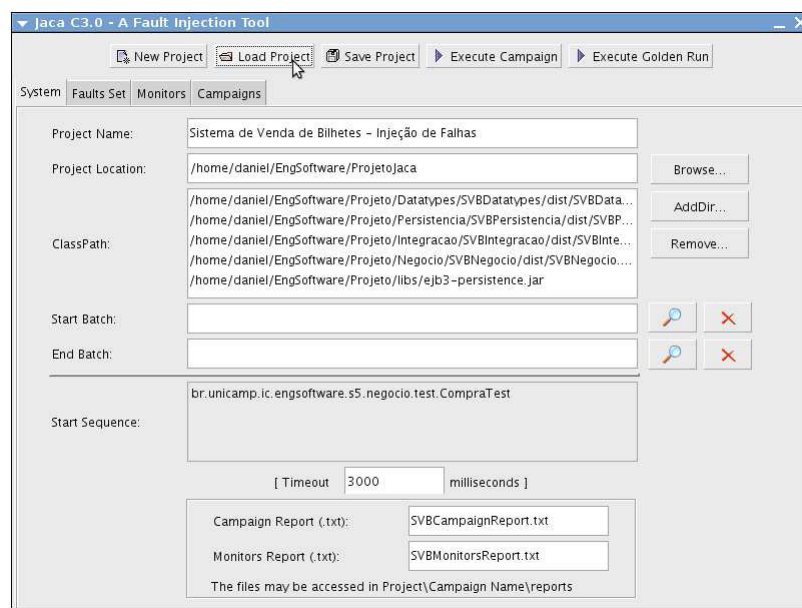 Jaca C3.0 - A Fault Injection Tool
New Project Load Project Save Project Execute Campaign Execute Golden Run
System Faults Set Monitors Campaigns
Project Name: Sistema de Venda de Bilhetes - Injeção de Falhas
Project Location: /home/daniel/EngSoftware/ProjetoJaca Browse...
/home/daniel/EngSoftware/Projeto/Datatypes/SVBDatatypes/dist/SVBData... AddDir...
/home/daniel/EngSoftware/Projeto/Persistencia/SVBPersistencia/dist/SVBP...
ClassPath: /home/daniel/EngSoftware/Projeto/Integracao/SVBIntegracao/dist/SVBInte... Remove...
/home/daniel/EngSoftware/Projeto/Negocio/SVBNegocio/dist/SVBNegocio....
/home/daniel/EngSoftware/Projeto/libs/ejb3-persistence.jar
Start Batch:
End Batch:
br.unicamp.ic.engsoftware.s5.negocio.test.CompraTest
Start Sequence:
[ Timeout 3000 milliseconds ]
Campaign Report (.txt): SVBCampaignReport.txt
Monitors Report (.txt): SVBMonitorsReport.txt
The files may be accessed in Project\Campaign Name\reports